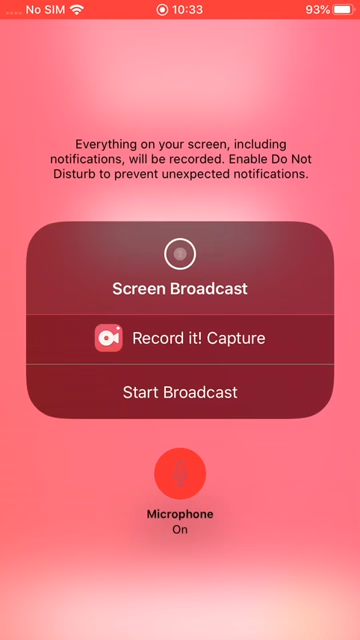 No SIM 10:33 93%
Everything on your screen, including
notifications, will be recorded. Enable Do Not
Disturb to prevent unexpected notifications.
Screen Broadcast
Record it! Capture
Start Broadcast
Microphone
On